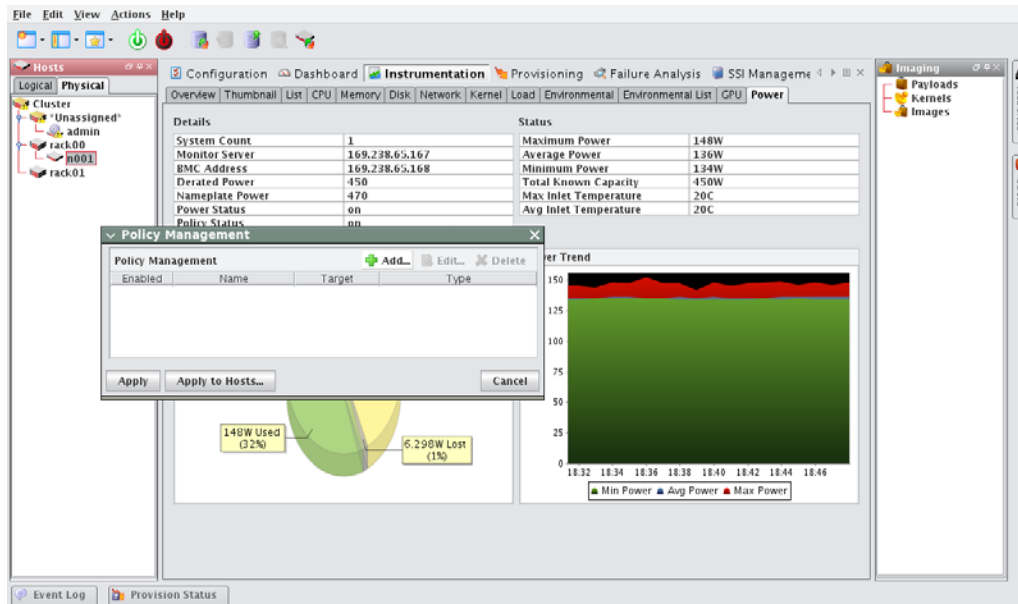 File Edit View Actions Help
Hosts
Logical Physical
Cluster
*Unassigned*
admin
rack00
n001
rack01
Configuration Dashboard Instrumentation Provisioning Failure Analysis SSI Manageme
Overview Thumbnail List CPU Memory Disk Network Kernel Load Environmental Environmental List GPU Power
Details
System Count 1
Monitor Server 169.238.65.167
BMC Address 169.238.65.168
Derated Power 450
Nameplate Power 470
Power Status on
Policy Status on
Status
Maximum Power 148W
Average Power 136W
Minimum Power 134W
Total Known Capacity 450W
Max Inlet Temperature 20C
Avg Inlet Temperature 20C
Policy Management
Policy Management Add... Edit... Delete
Enabled Name Target Type
Apply Apply to Hosts... Cancel
148W Used
(32%)
6.298W Lost
(1%)
er Trend
150
125
100
75
50
25
0
18:32 18:34 18:36 18:38 18:40 18:42 18:44 18:46
Min Power Avg Power Max Power
Imaging
Payloads
Kernels
Images
Event Log Provision Status